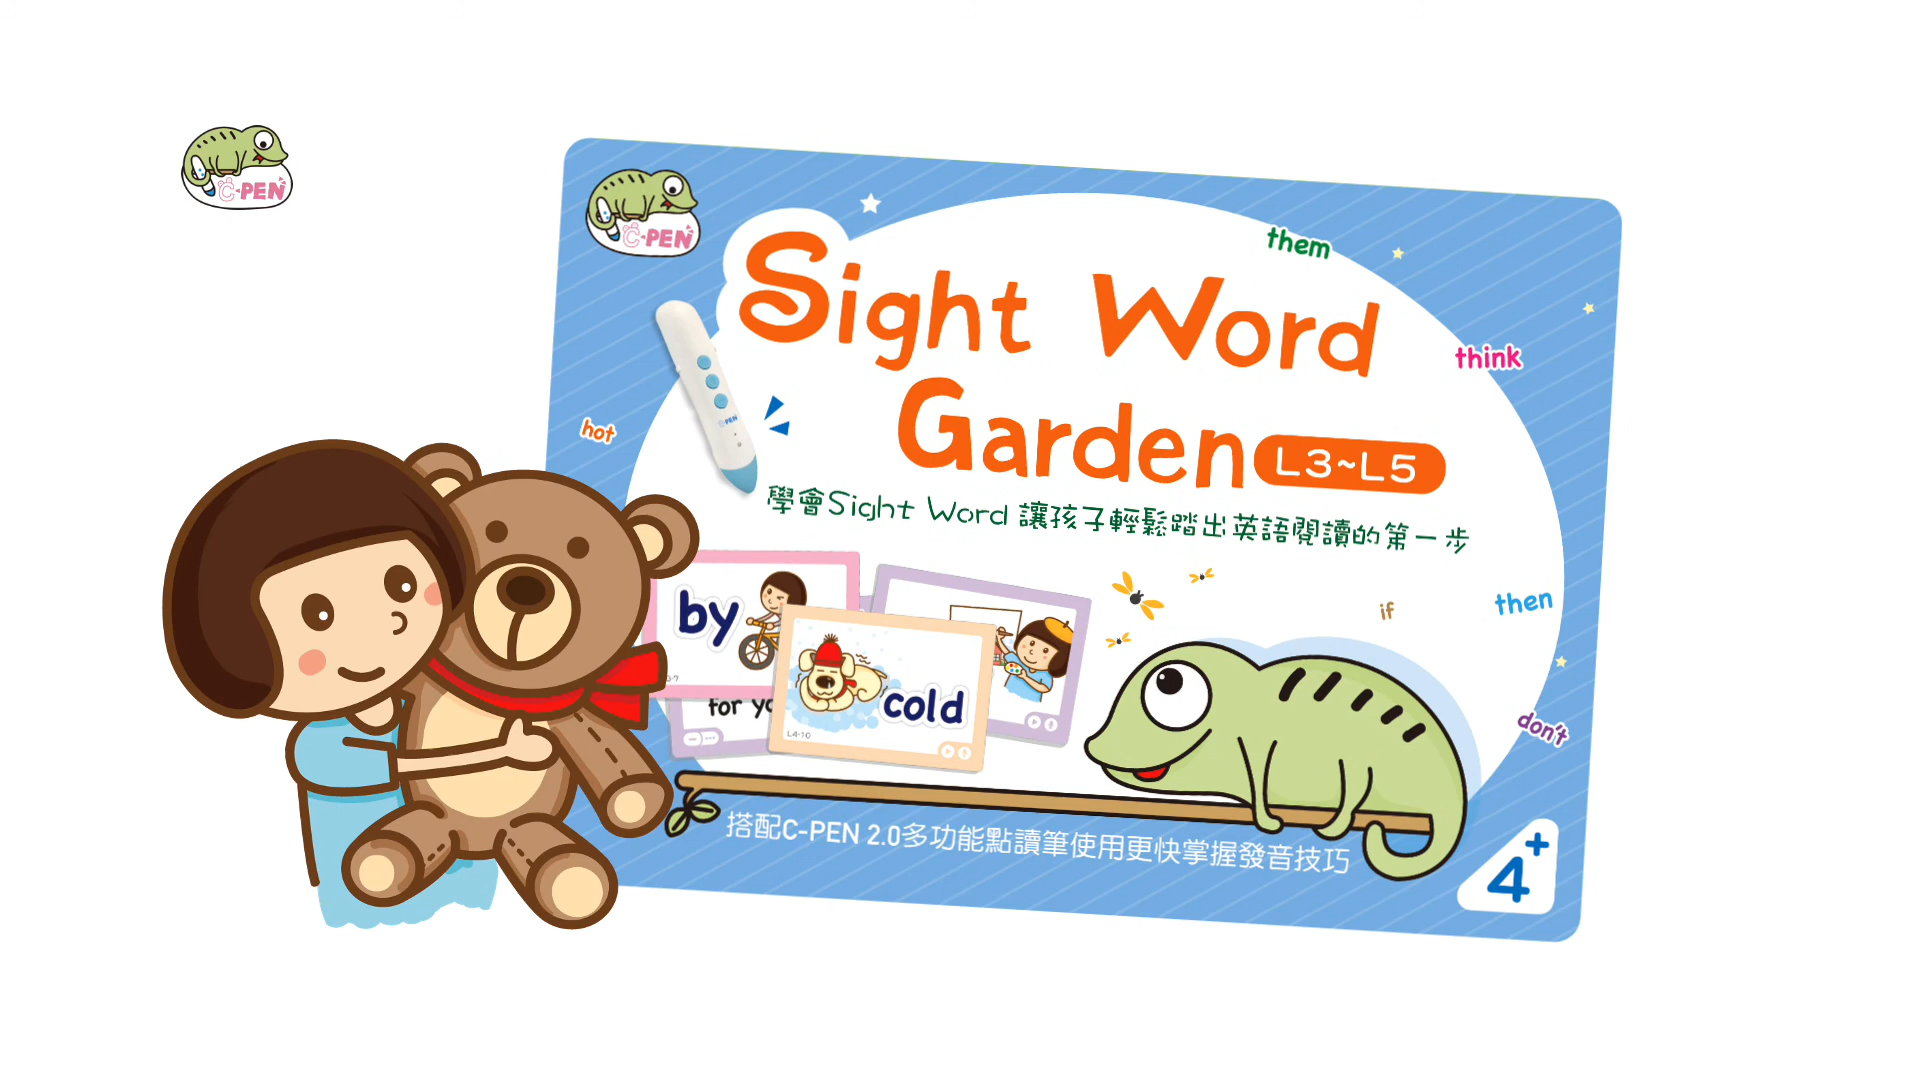 C-PEN
C-PEN
them
Sight Word
think
C-PEN
Garden L3~L5
hot
學會Sight Word 讓孩子輕鬆踏出英語閱讀的第一步
by
if
then
for yo
cold
L4-10
don't
搭配C-PEN 2.0多功能點讀筆使用更快掌握發音技巧
4+